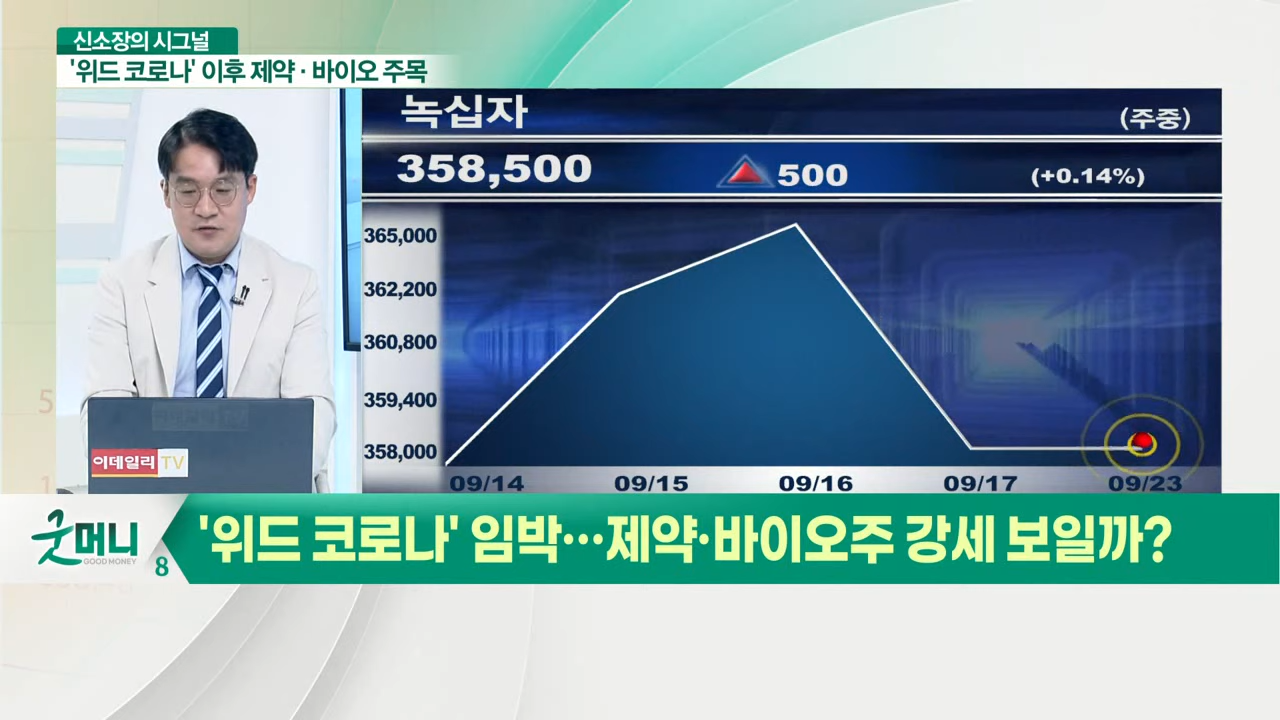 신소장의 시그널
'위드 코로나' 이후 제약·바이오 주목
녹십자
(주중)
358,500
▲ 500
(+0.14%)
365,000
362,200
360,800
359,400
358,000
09/14
09/15
09/16
09/17
09/23
이데일리 TV
굿머니
GOOD MONEY
8
'위드 코로나' 임박…제약·바이오주 강세 보일까?
5
1